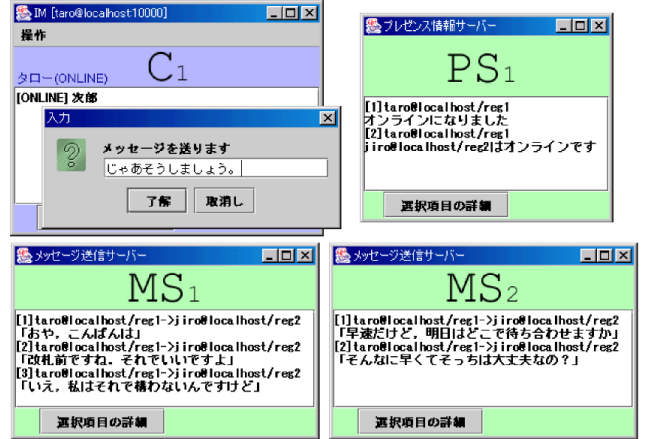 IM [taro@localhost:10000]
操作
C1
タロー(ONLINE)
[ONLINE] 次郎
入力
メッセージを送ります
じゃあそうしましょう。
了解
取消し
プレゼンス情報サーバー
PS1
[1]taro@localhost/reg1
オンラインになりました
[2]taro@localhost/reg1
jiro@localhost/reg2はオンラインです
選択項目の詳細
メッセージ送信サーバー
MS1
[1]taro@localhost/reg1->jiro@localhost/reg2
「おや，こんばんは」
[2]taro@localhost/reg1->jiro@localhost/reg2
「改札前ですね。それでいいですよ」
[3]taro@localhost/reg1->jiro@localhost/reg2
「いえ，私はそれで構わないんですけど」
選択項目の詳細
メッセージ送信サーバー
MS2
[1]taro@localhost/reg1->jiro@localhost/reg2
「早速だけど，明日はどこで待ち合わせますか」
[2]taro@localhost/reg1->jiro@localhost/reg2
「そんなに早くてそっちは大丈夫なの？」
選択項目の詳細